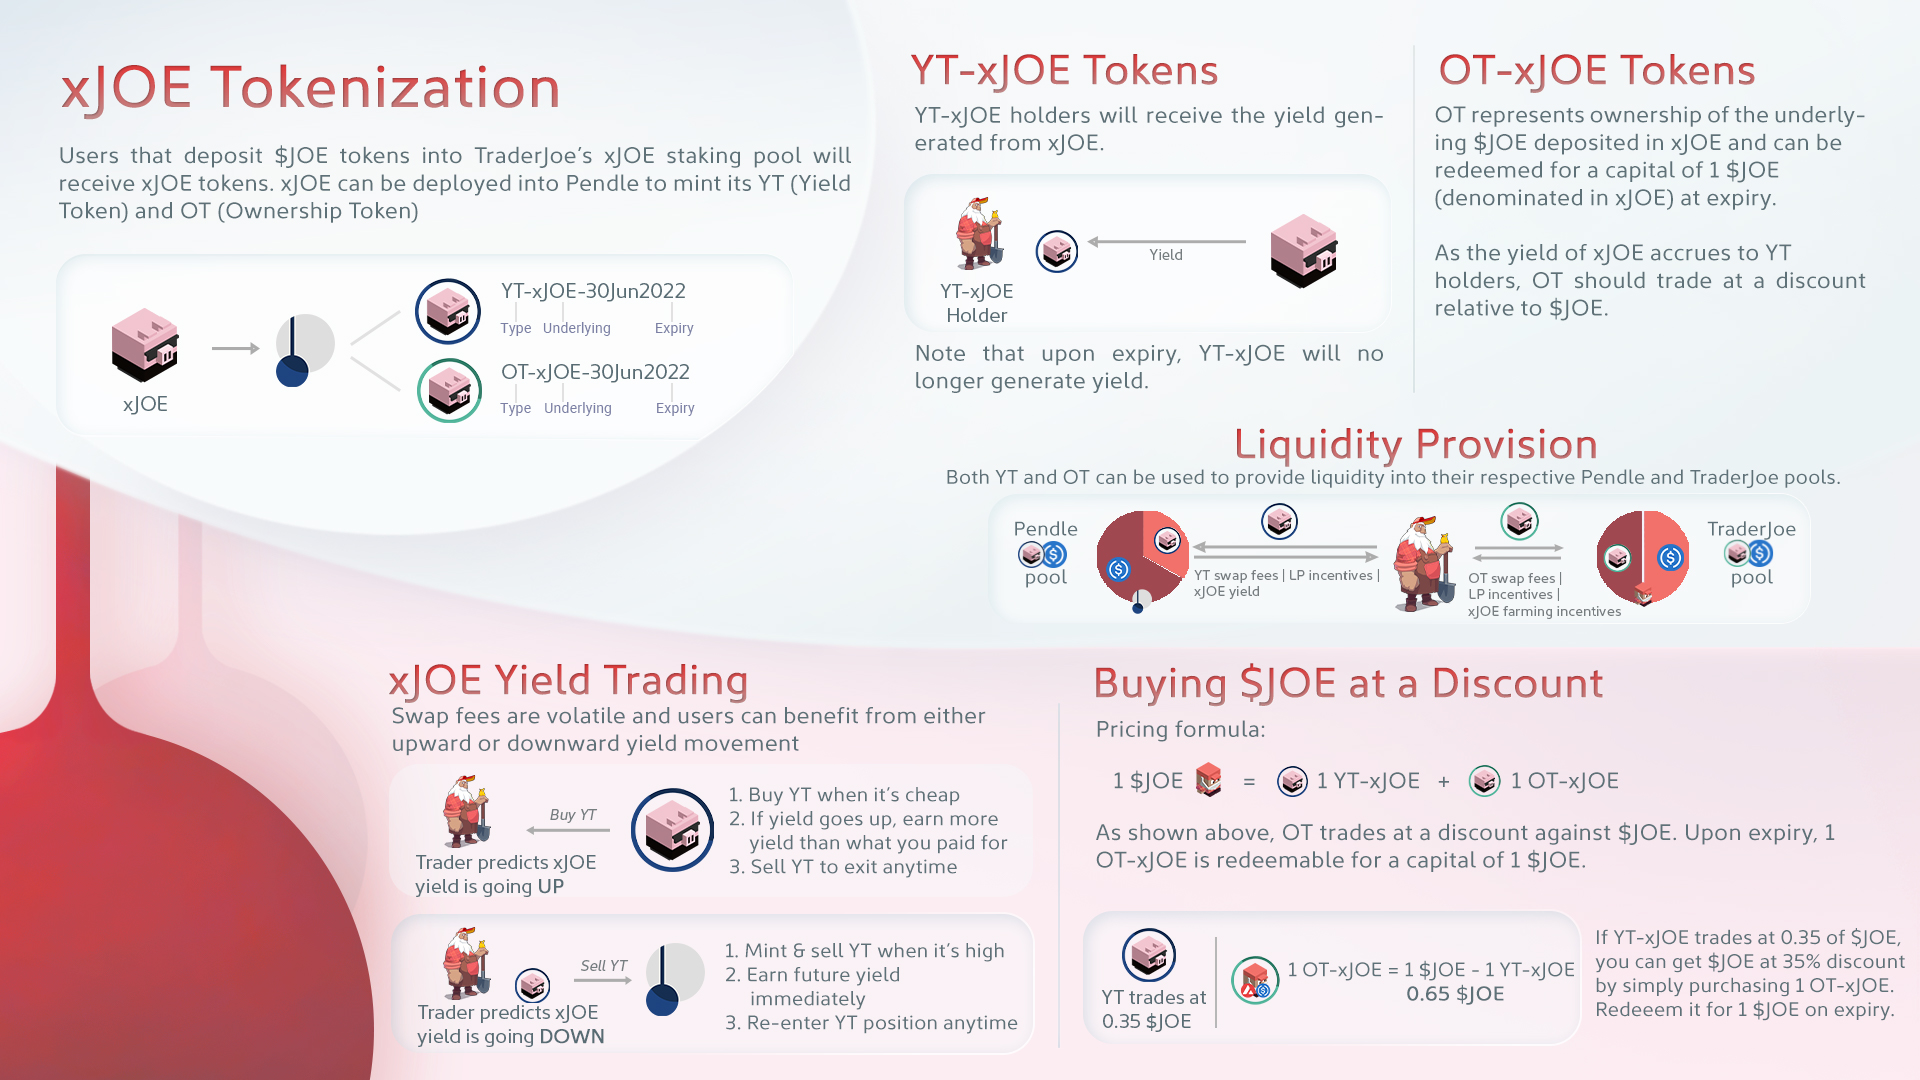 xJOE Tokenization
Users that deposit $JOE tokens into TraderJoe's xJOE staking pool will
receive xJOE tokens. xJOE can be deployed into Pendle to mint its YT (Yield
Token) and OT (Ownership Token)
xJOE
YT-xJOE-30Jun2022
Type Underlying Expiry
OT-xJOE-30Jun2022
Type Underlying Expiry
YT-xJOE Tokens
YT-xJOE holders will receive the yield gen-
erated from xJOE.
YT-xJOE
Holder
Yield
Note that upon expiry, YT-xJOE will no
longer generate yield.
OT-xJOE Tokens
OT represents ownership of the underly-
ing $JOE deposited in xJOE and can be
redeemed for a capital of 1 $JOE
(denominated in xJOE) at expiry.
As the yield of xJOE accrues to YT
holders, OT should trade at a discount
relative to $JOE.
Liquidity Provision
Both YT and OT can be used to provide liquidity into their respective Pendle and TraderJoe pools.
Pendle
pool
YT swap fees | LP incentives |
xJOE yield
OT swap fees |
LP incentives |
xJOE farming incentives
TraderJoe
pool
xJOE Yield Trading
Swap fees are volatile and users can benefit from either
upward or downward yield movement
Buy YT
Trader predicts xJOE
yield is going UP
1. Buy YT when it's cheap
2. If yield goes up, earn more
yield than what you paid for
3. Sell YT to exit anytime
Sell YT
Trader predicts xJOE
yield is going DOWN
1. Mint & sell YT when it's high
2. Earn future yield
immediately
3. Re-enter YT position anytime
Buying $JOE at a Discount
Pricing formula:
1 $JOE = 1 YT-xJOE + 1 OT-xJOE
As shown above, OT trades at a discount against $JOE. Upon expiry, 1
OT-xJOE is redeemable for a capital of 1 $JOE.
YT trades at
0.35 $JOE
1 OT-xJOE = 1 $JOE - 1 YT-xJOE
0.65 $JOE
If YT-xJOE trades at 0.35 of $JOE,
you can get $JOE at 35% discount
by simply purchasing 1 OT-xJOE.
Redeeem it for 1 $JOE on expiry.